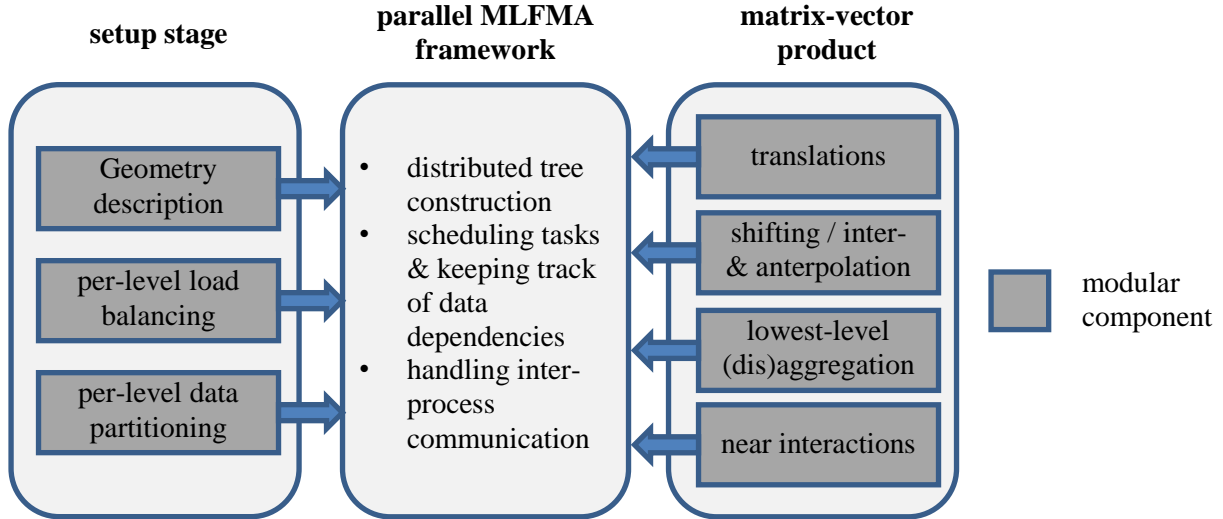 setup stage
parallel MLFMA
framework
matrix-vector
product
Geometry
description
per-level load
balancing
per-level data
partitioning
• distributed tree
construction
• scheduling tasks
& keeping track
of data
dependencies
• handling inter-
process
communication
translations
shifting / inter-
& anterpolation
lowest-level
(dis)aggregation
near interactions
modular
component